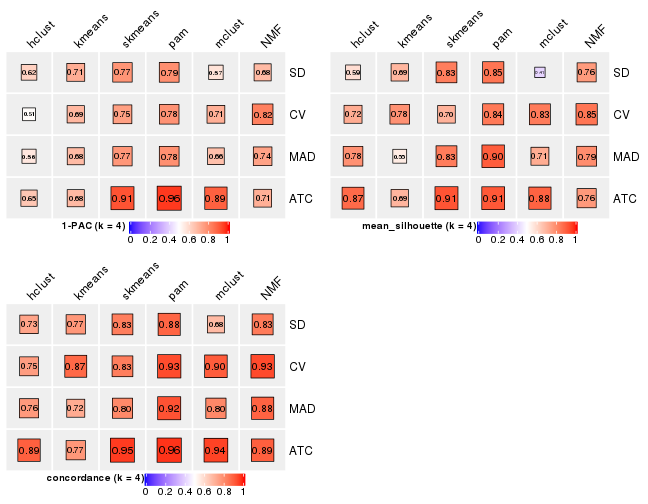 hclust kmeans skmeans pam mclust NMF
0.62 0.71 0.77 0.79 0.57 0.68 SD
0.51 0.69 0.75 0.78 0.71 0.82 CV
0.56 0.68 0.77 0.78 0.66 0.74 MAD
0.65 0.68 0.91 0.96 0.89 0.71 ATC
1-PAC (k = 4)
0 0.2 0.4 0.6 0.8 1
hclust kmeans skmeans pam mclust NMF
0.59 0.69 0.83 0.85 0.76 SD
0.72 0.78 0.70 0.84 0.83 0.85 CV
0.78 0.55 0.83 0.90 0.71 0.79 MAD
0.87 0.69 0.91 0.91 0.88 0.76 ATC
mean_silhouette (k = 4)
0 0.2 0.4 0.6 0.8 1
hclust kmeans skmeans pam mclust NMF
0.73 0.77 0.83 0.88 0.68 0.83 SD
0.75 0.87 0.83 0.93 0.90 0.93 CV
0.76 0.72 0.80 0.92 0.80 0.88 MAD
0.89 0.77 0.95 0.96 0.94 0.89 ATC
concordance (k = 4)
0 0.2 0.4 0.6 0.8 1